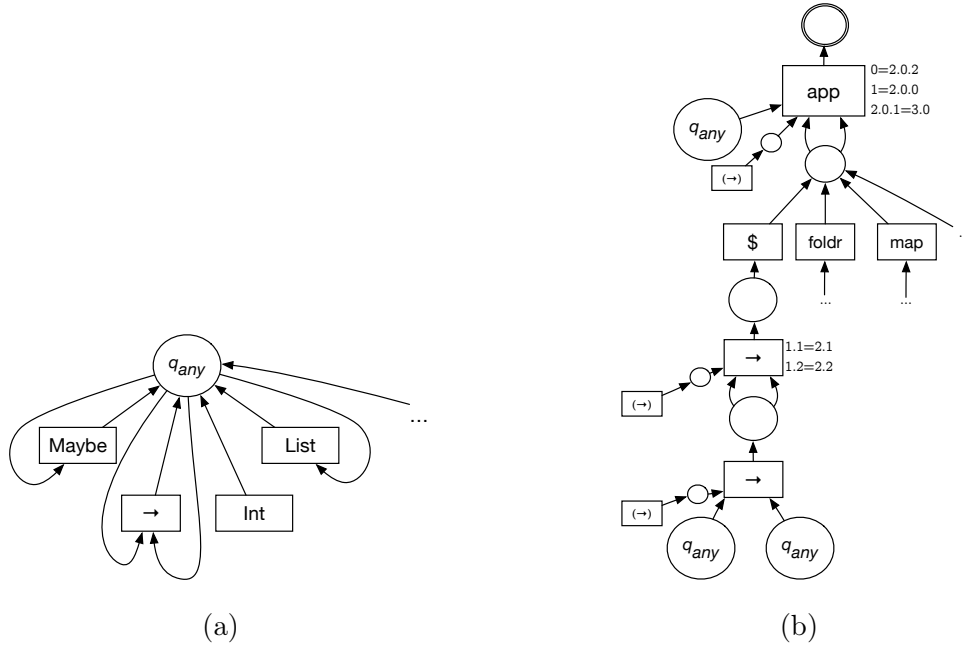 q_any
Maybe
List
→
Int
...
(a)
app
0=2.0.2
1=2.0.0
2.0.1=3.0
q_any
(→)
$
foldr
map
.
...
...
→
1.1=2.1
1.2=2.2
(→)
→
(→)
q_any
q_any
(b)